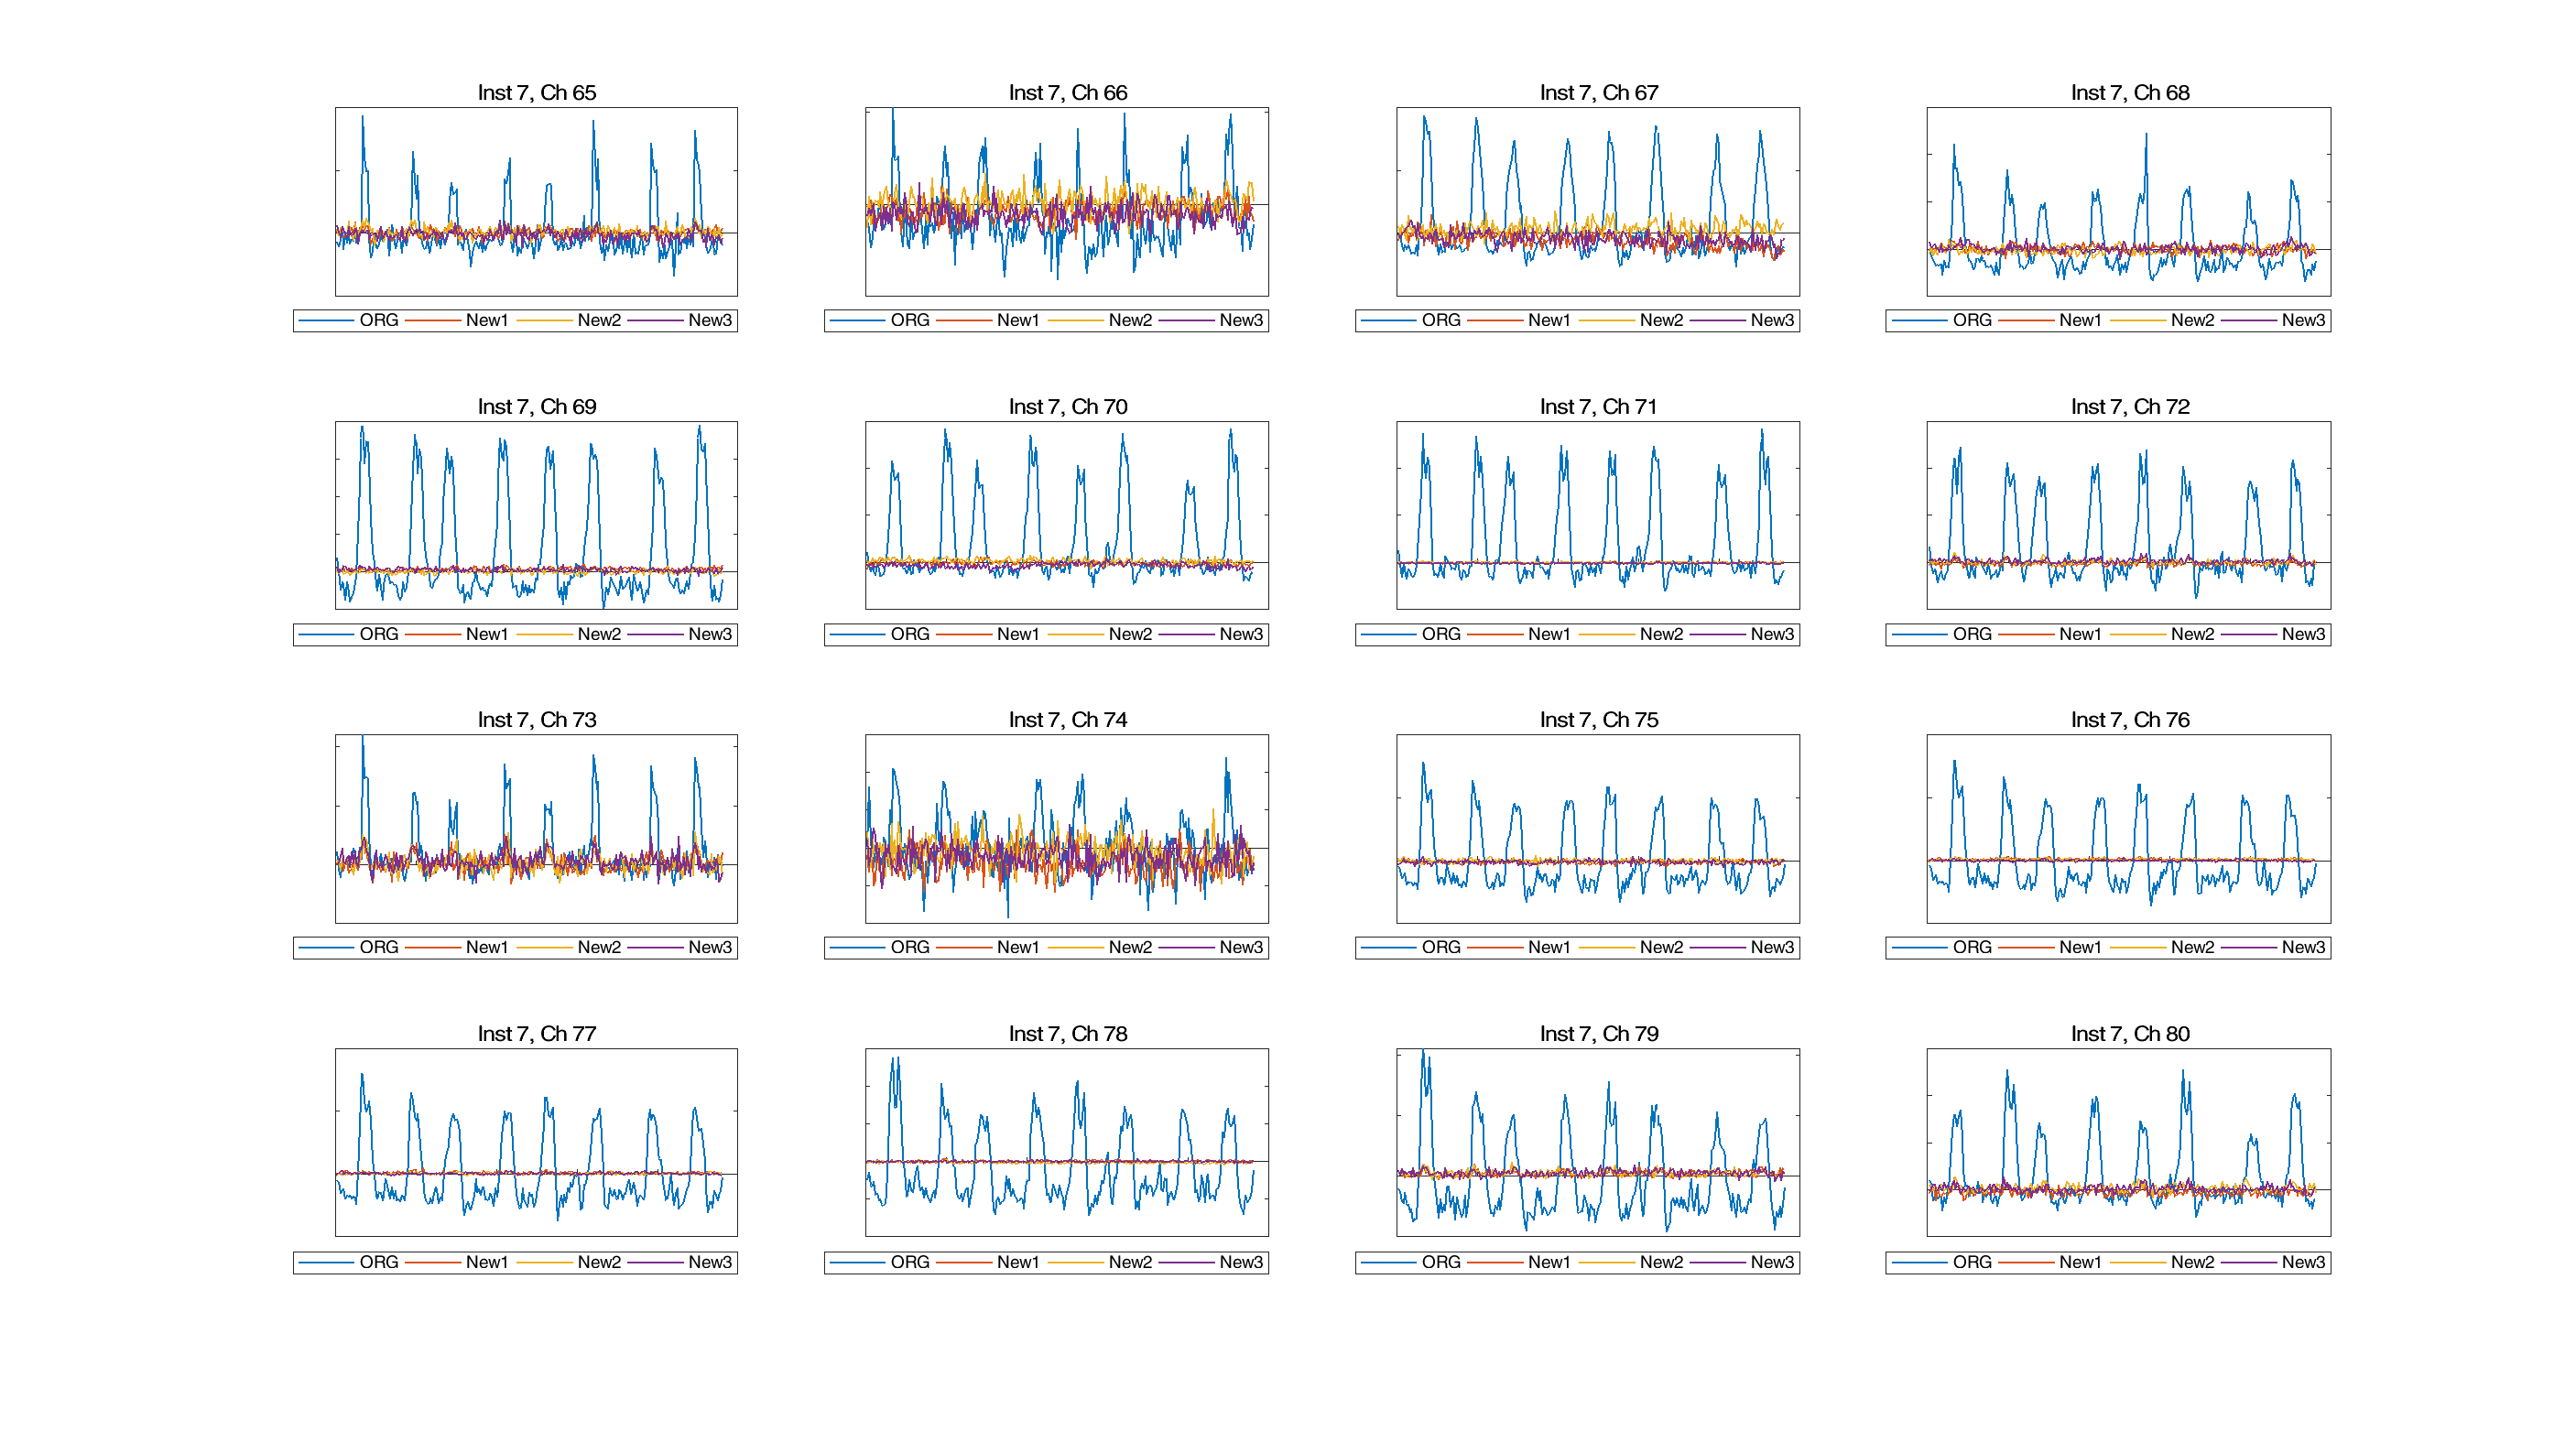 Inst 7, Ch 65
Inst 7, Ch 66
Inst 7, Ch 67
Inst 7, Ch 68
ORG New1 New2 New3
ORG New1 New2 New3
ORG New1 New2 New3
ORG New1 New2 New3
Inst 7, Ch 69
Inst 7, Ch 70
Inst 7, Ch 71
Inst 7, Ch 72
ORG New1 New2 New3
ORG New1 New2 New3
ORG New1 New2 New3
ORG New1 New2 New3
Inst 7, Ch 73
Inst 7, Ch 74
Inst 7, Ch 75
Inst 7, Ch 76
ORG New1 New2 New3
ORG New1 New2 New3
ORG New1 New2 New3
ORG New1 New2 New3
Inst 7, Ch 77
Inst 7, Ch 78
Inst 7, Ch 79
Inst 7, Ch 80
ORG New1 New2 New3
ORG New1 New2 New3
ORG New1 New2 New3
ORG New1 New2 New3